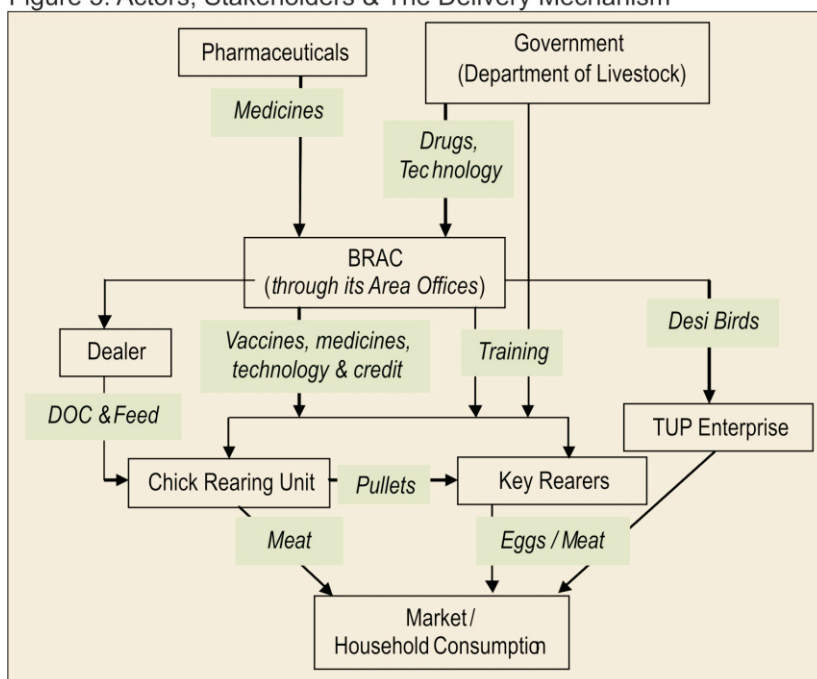 Figure 5: Actors, Stakeholders & The Delivery Mechanism
Pharmaceuticals
Government
(Department of Livestock)
Medicines
Drugs,
Technology
BRAC
(through its Area Offices)
Dealer
Vaccines, medicines,
technology & credit
Training
Desi Birds
DOC & Feed
TUP Enterprise
Chick Rearing Unit
Pullets
Key Rearers
Meat
Eggs / Meat
Market /
Household Consumption